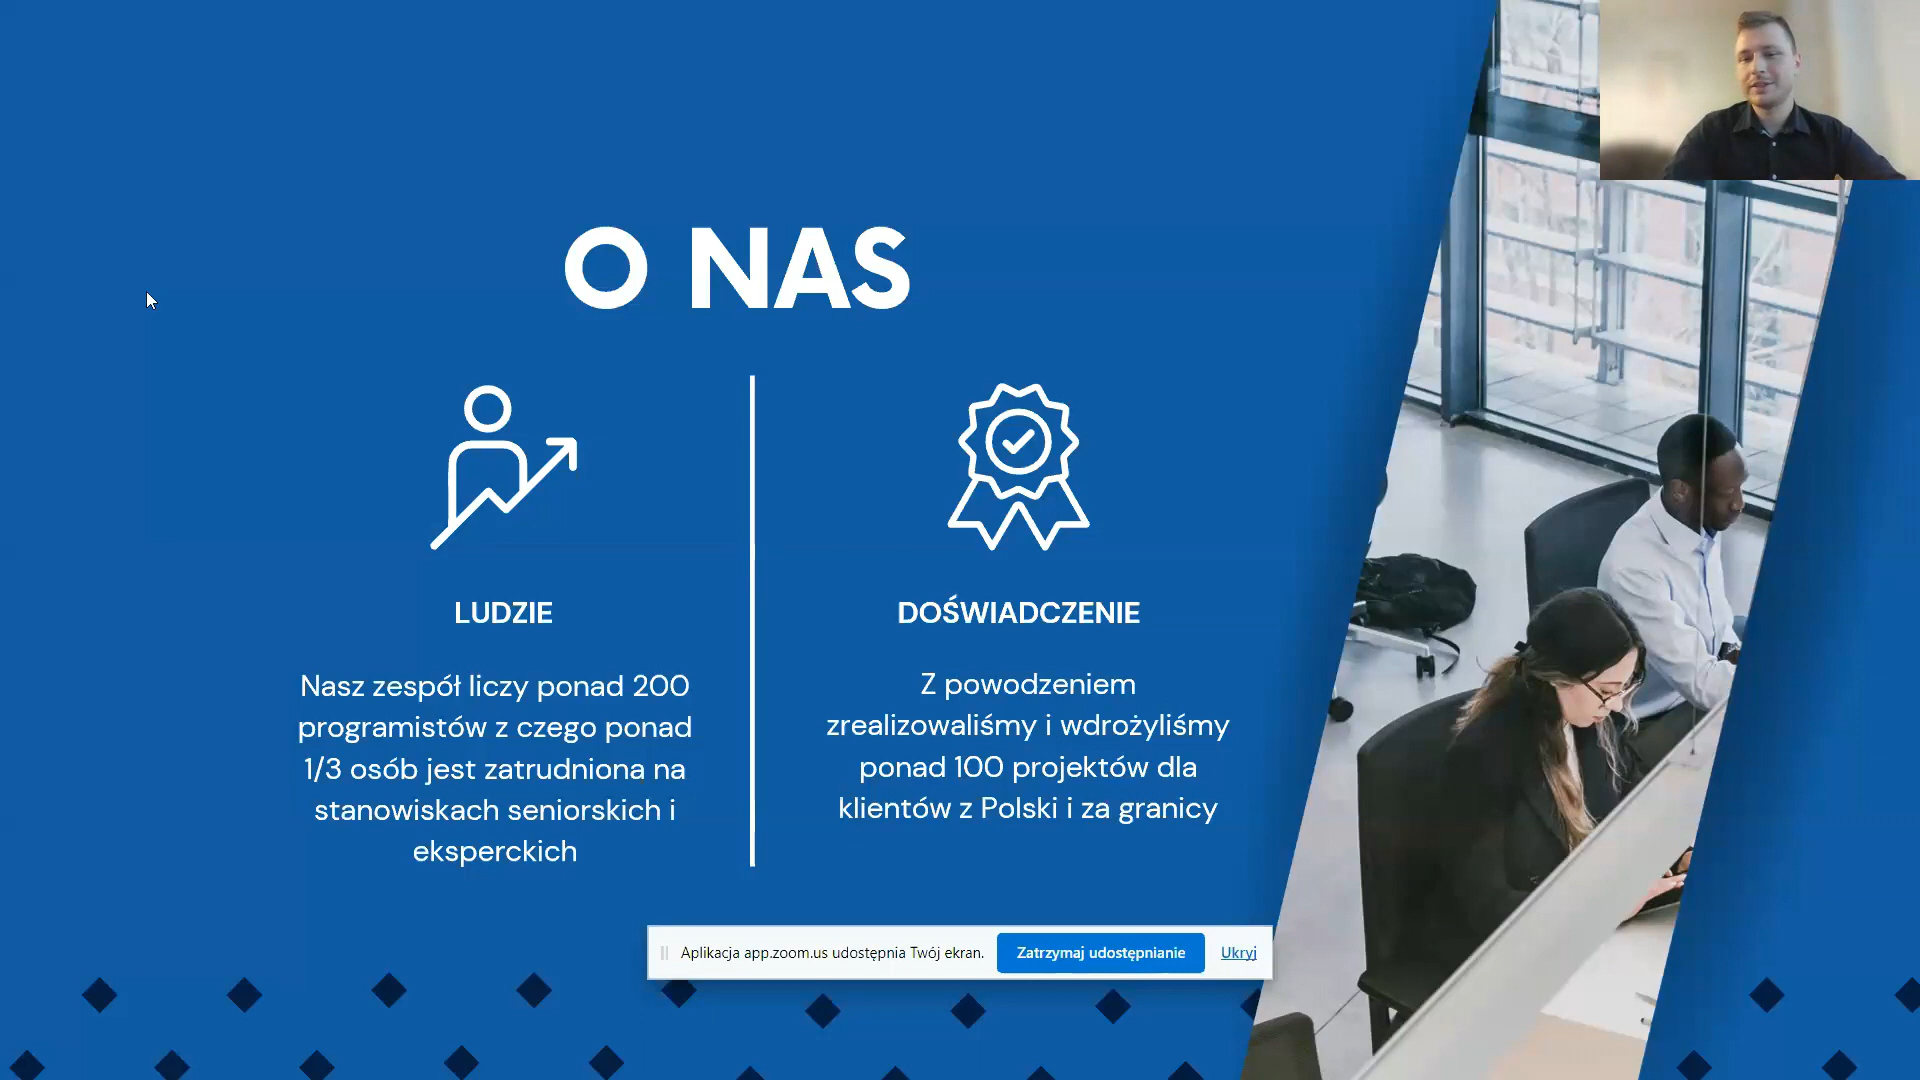 O NAS
LUDZIE
Nasz zespół liczy ponad 200
programistów z czego ponad
1/3 osób jest zatrudniona na
stanowiskach seniorskich i
eksperckich
DOŚWIADCZENIE
Z powodzeniem
zrealizowaliśmy i wdrożyliśmy
ponad 100 projektów dla
klientów z Polski i za granicy
Aplikacja app.zoom.us udostępnia Twój ekran.
Zatrzymaj udostępnianie
Ukryj